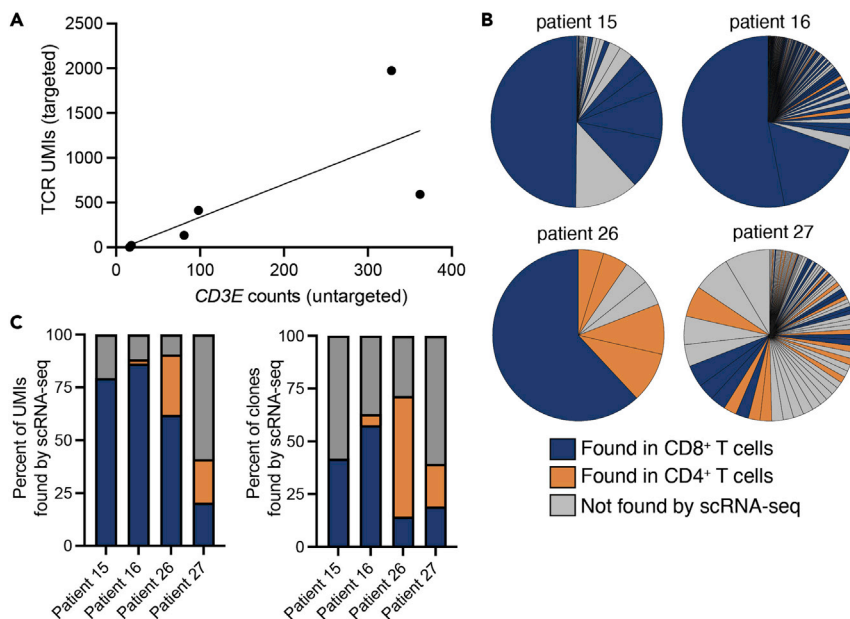 A
2500
2000
1500
1000
500
0
0
100
200
300
400
TCR UMIs (targeted)
CD3E counts (untargeted)
B
patient 15
patient 16
patient 26
patient 27
Found in CD8⁺ T cells
Found in CD4⁺ T cells
Not found by scRNA-seq
C
100
75
50
25
0
Percent of UMIs
found by scRNA-seq
Patient 15
Patient 16
Patient 26
Patient 27
100
75
50
25
0
Percent of clones
found by scRNA-seq
Patient 15
Patient 16
Patient 26
Patient 27